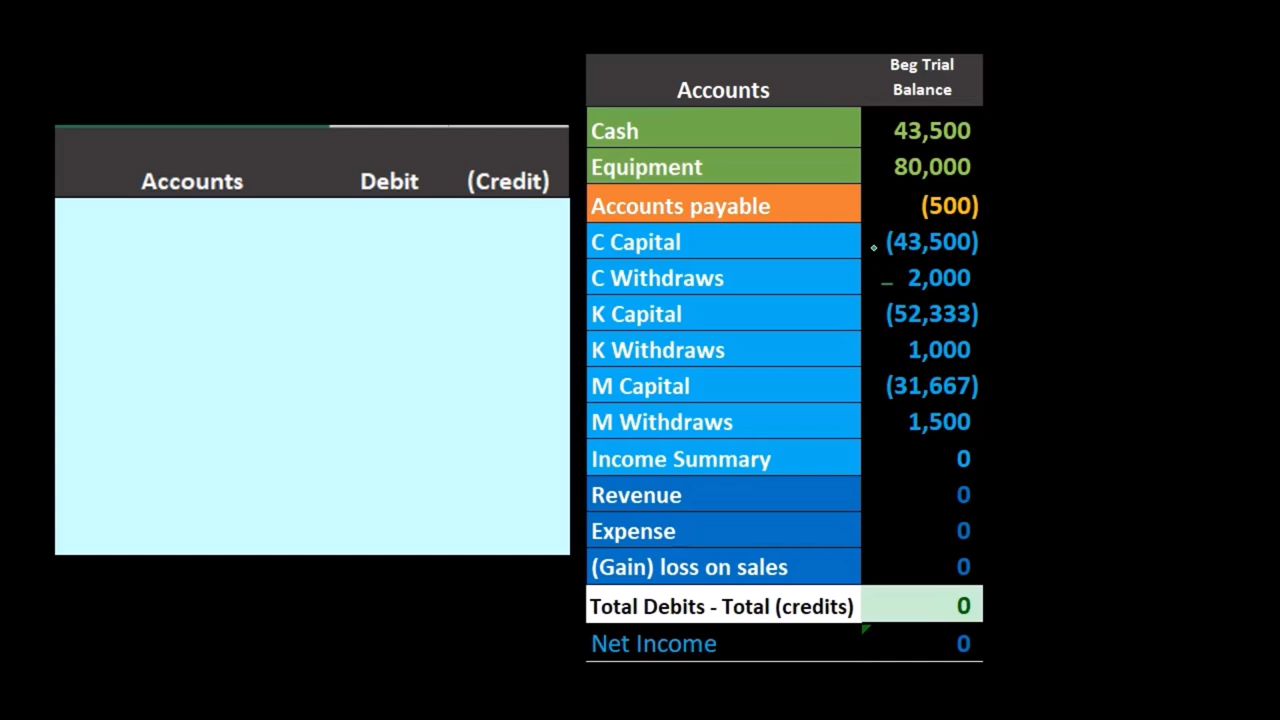 Accounts Debit (Credit)
Accounts Beg Trial Balance
Cash 43,500
Equipment 80,000
Accounts payable (500)
C Capital (43,500)
C Withdraws 2,000
K Capital (52,333)
K Withdraws 1,000
M Capital (31,667)
M Withdraws 1,500
Income Summary 0
Revenue 0
Expense 0
(Gain) loss on sales 0
Total Debits - Total (credits) 0
Net Income 0